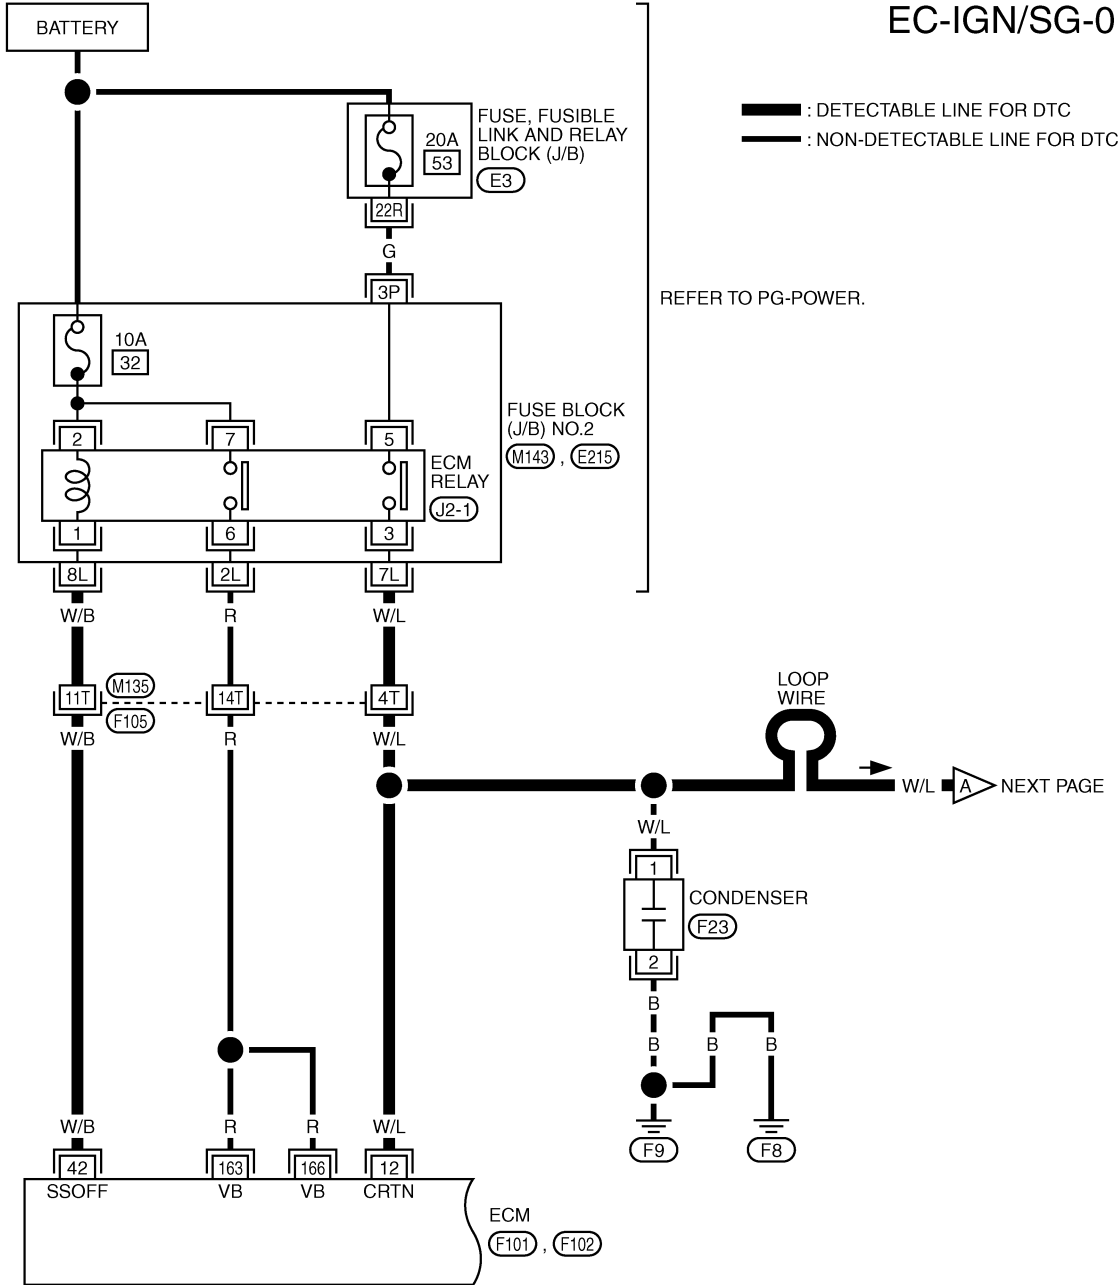 EC-IGN/SG-0
BATTERY
: DETECTABLE LINE FOR DTC
: NON-DETECTABLE LINE FOR DTC
FUSE, FUSIBLE
LINK AND RELAY
BLOCK (J/B)
20A
53
E3
22R
G
3P
REFER TO PG-POWER.
10A
32
FUSE BLOCK
(J/B) NO.2
M143 , E215
2
7
5
ECM
RELAY
J2-1
1
6
3
8L
2L
7L
W/B
R
W/L
11T
M135
14T
4T
F105
W/B
R
W/L
LOOP
WIRE
W/L
A
NEXT PAGE
W/L
1
CONDENSER
F23
2
B
B
B
B
W/B
R
R
W/L
F9
F8
42
163
166
12
SSOFF
VB
VB
CRTN
ECM
F101 , F102